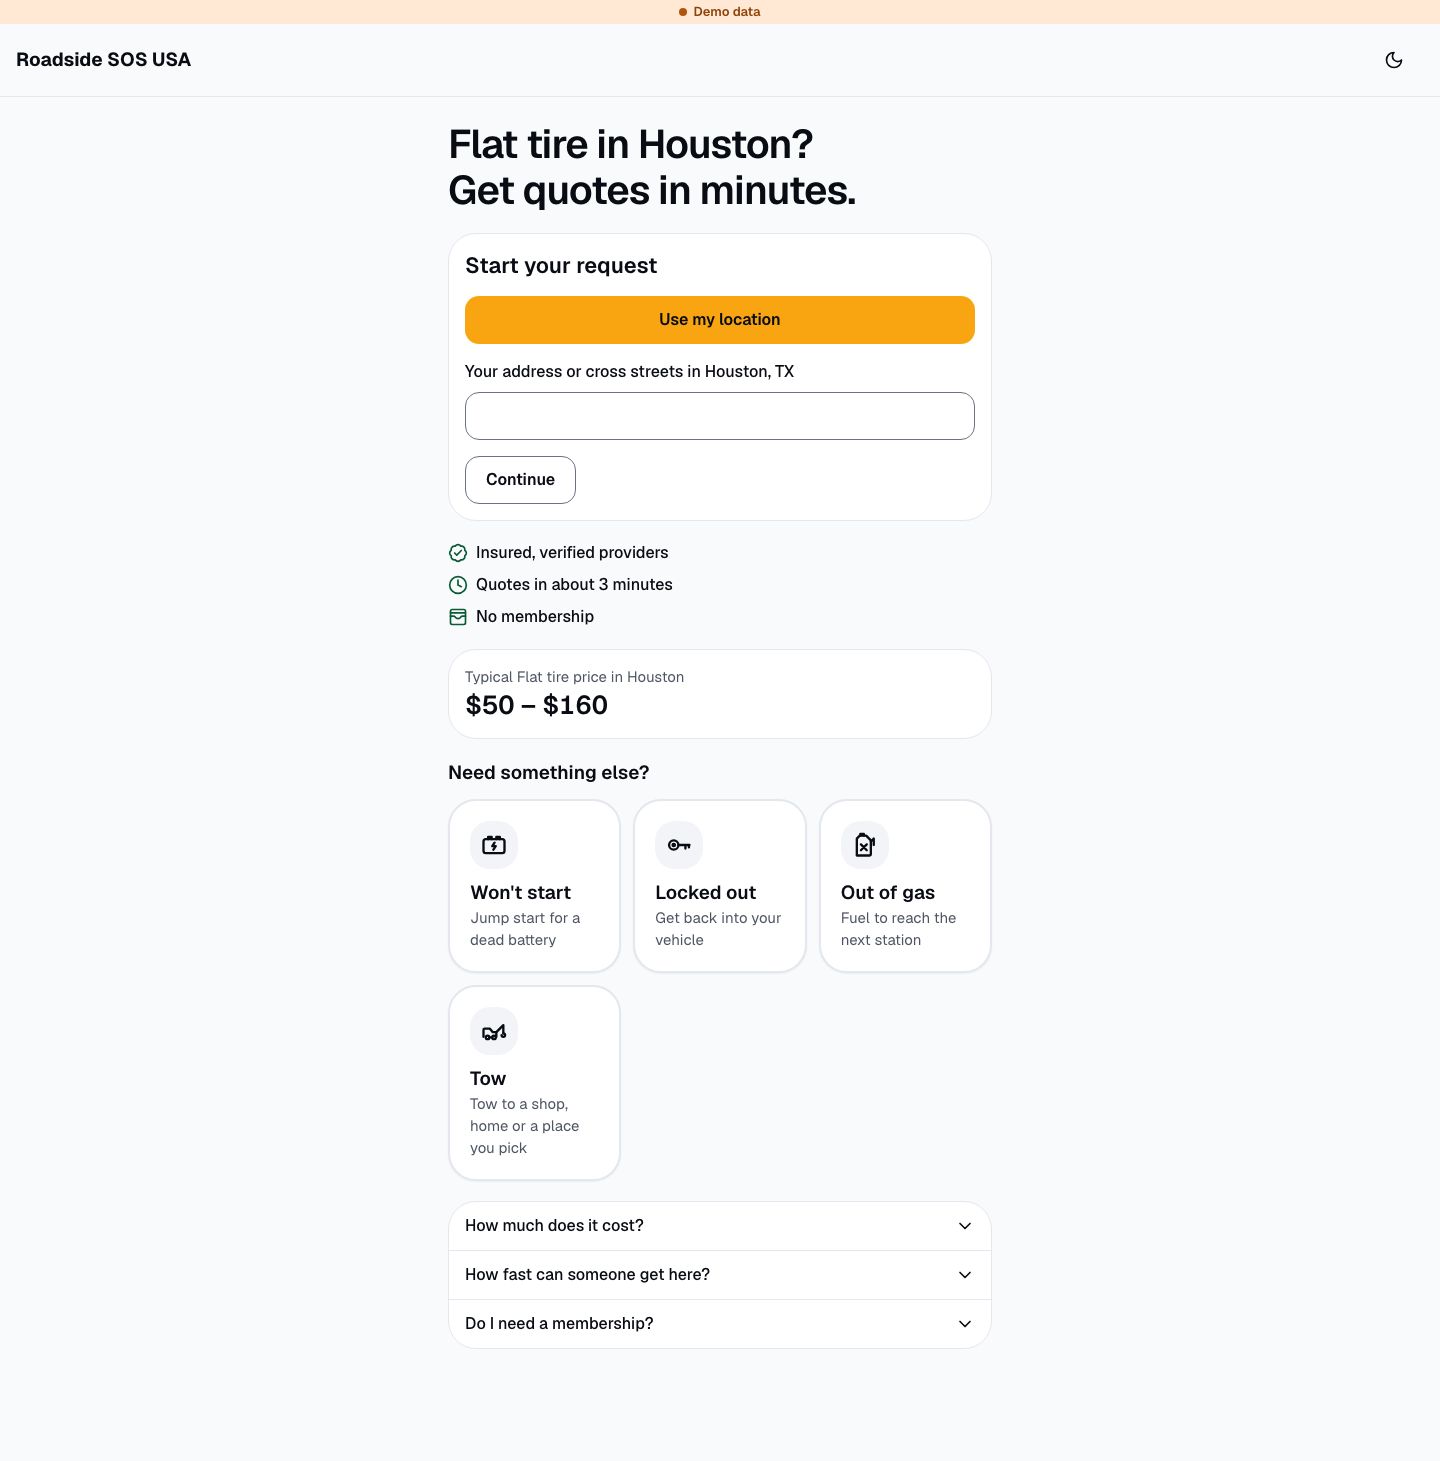 Demo data
Roadside SOS USA
Flat tire in Houston?
Get quotes in minutes.
Start your request
Use my location
Your address or cross streets in Houston, TX
Continue
Insured, verified providers
Quotes in about 3 minutes
No membership
Typical Flat tire price in Houston
$50 – $160
Need something else?
Won't start
Jump start for a
dead battery
Locked out
Get back into your
vehicle
Out of gas
Fuel to reach the
next station
Tow
Tow to a shop,
home or a place
you pick
How much does it cost?
How fast can someone get here?
Do I need a membership?